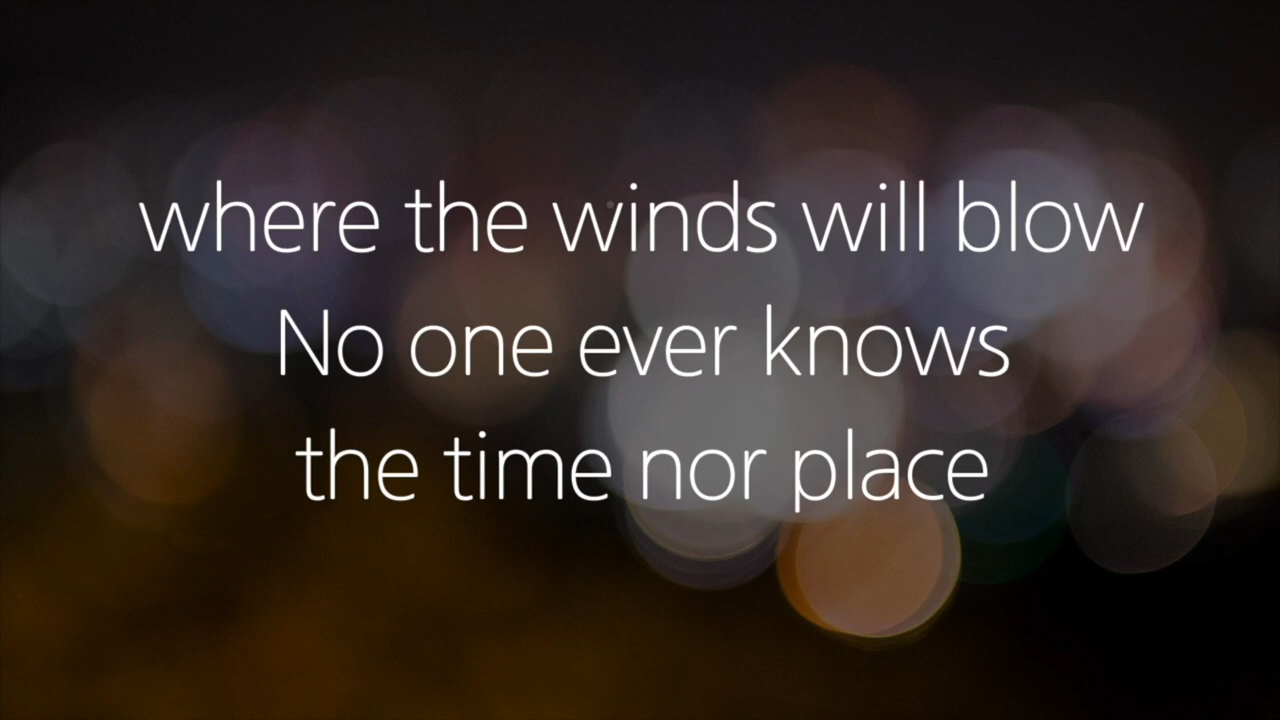 where the winds will blow
No one ever knows
the time nor place